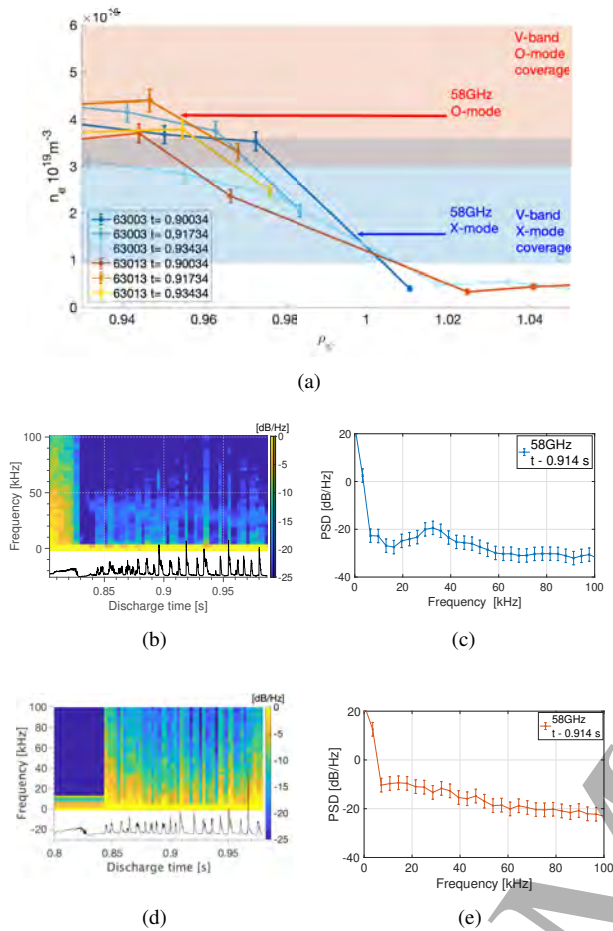 6 × 10^19
5
4
3
2
1
0
n_e 10^19 m^-3
V-band
O-mode
coverage
58GHz
O-mode
58GHz
X-mode
V-band
X-mode
coverage
63003 t= 0.90034
63003 t= 0.91734
63003 t= 0.93434
63013 t= 0.90034
63013 t= 0.91734
63013 t= 0.93434
0.94 0.96 0.98 1 1.02 1.04
(a)
[dB/Hz]
100
50
0
Frequency [kHz]
0
-5
-10
-15
-20
-25
0.85 0.9 0.95
Discharge time [s]
(b)
20
0
-20
-40
PSD [dB/Hz]
58GHz
t - 0.914 s
0 20 40 60 80 100
Frequency [kHz]
(c)
[dB/Hz]
100
80
60
40
20
0
-20
Frequency [kHz]
0
-5
-10
-15
-20
-25
0.8 0.85 0.9 0.95
Discharge time [s]
(d)
20
0
-20
-40
PSD [dB/Hz]
58GHz
t - 0.914 s
0 20 40 60 80 100
Frequency [kHz]
(e)